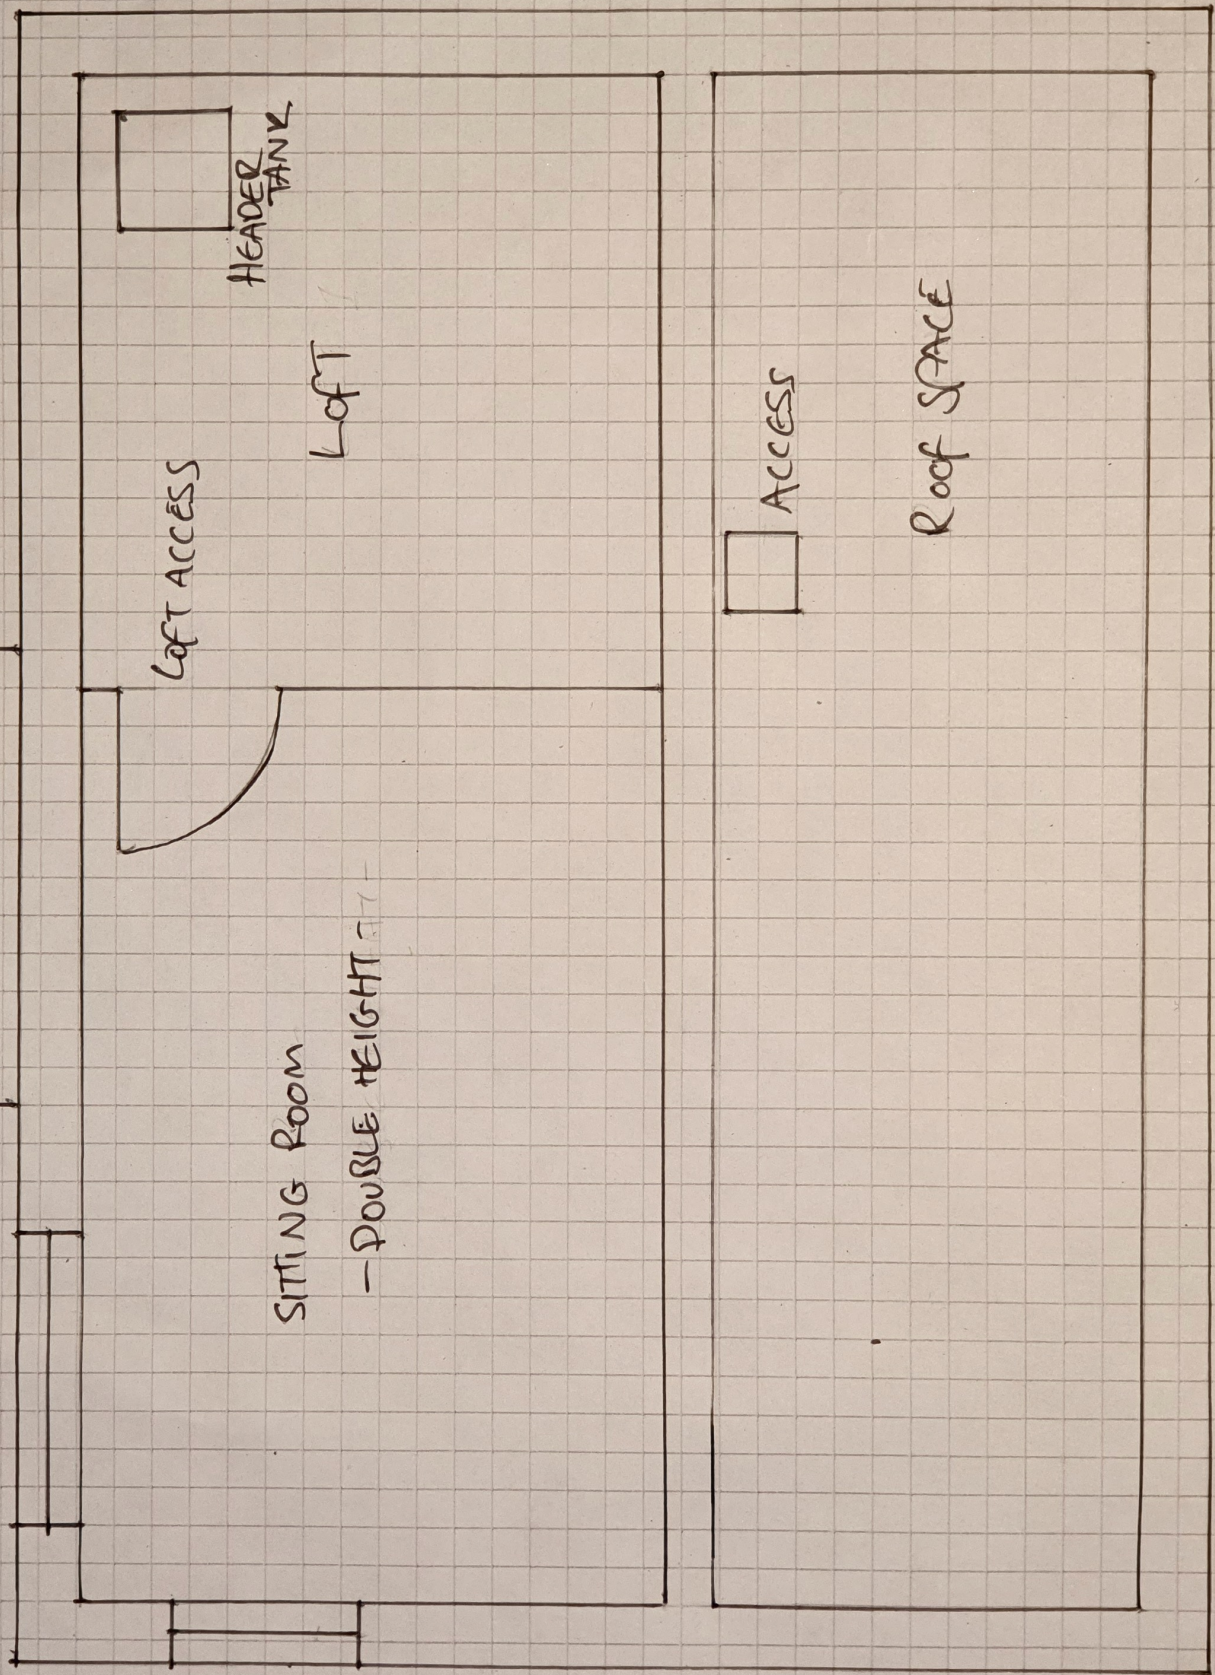 HEADER
TANK
LOFT
LOFT ACCESS
SITTING ROOM
- DOUBLE HEIGHT -
ACCESS
ROOF SPACE